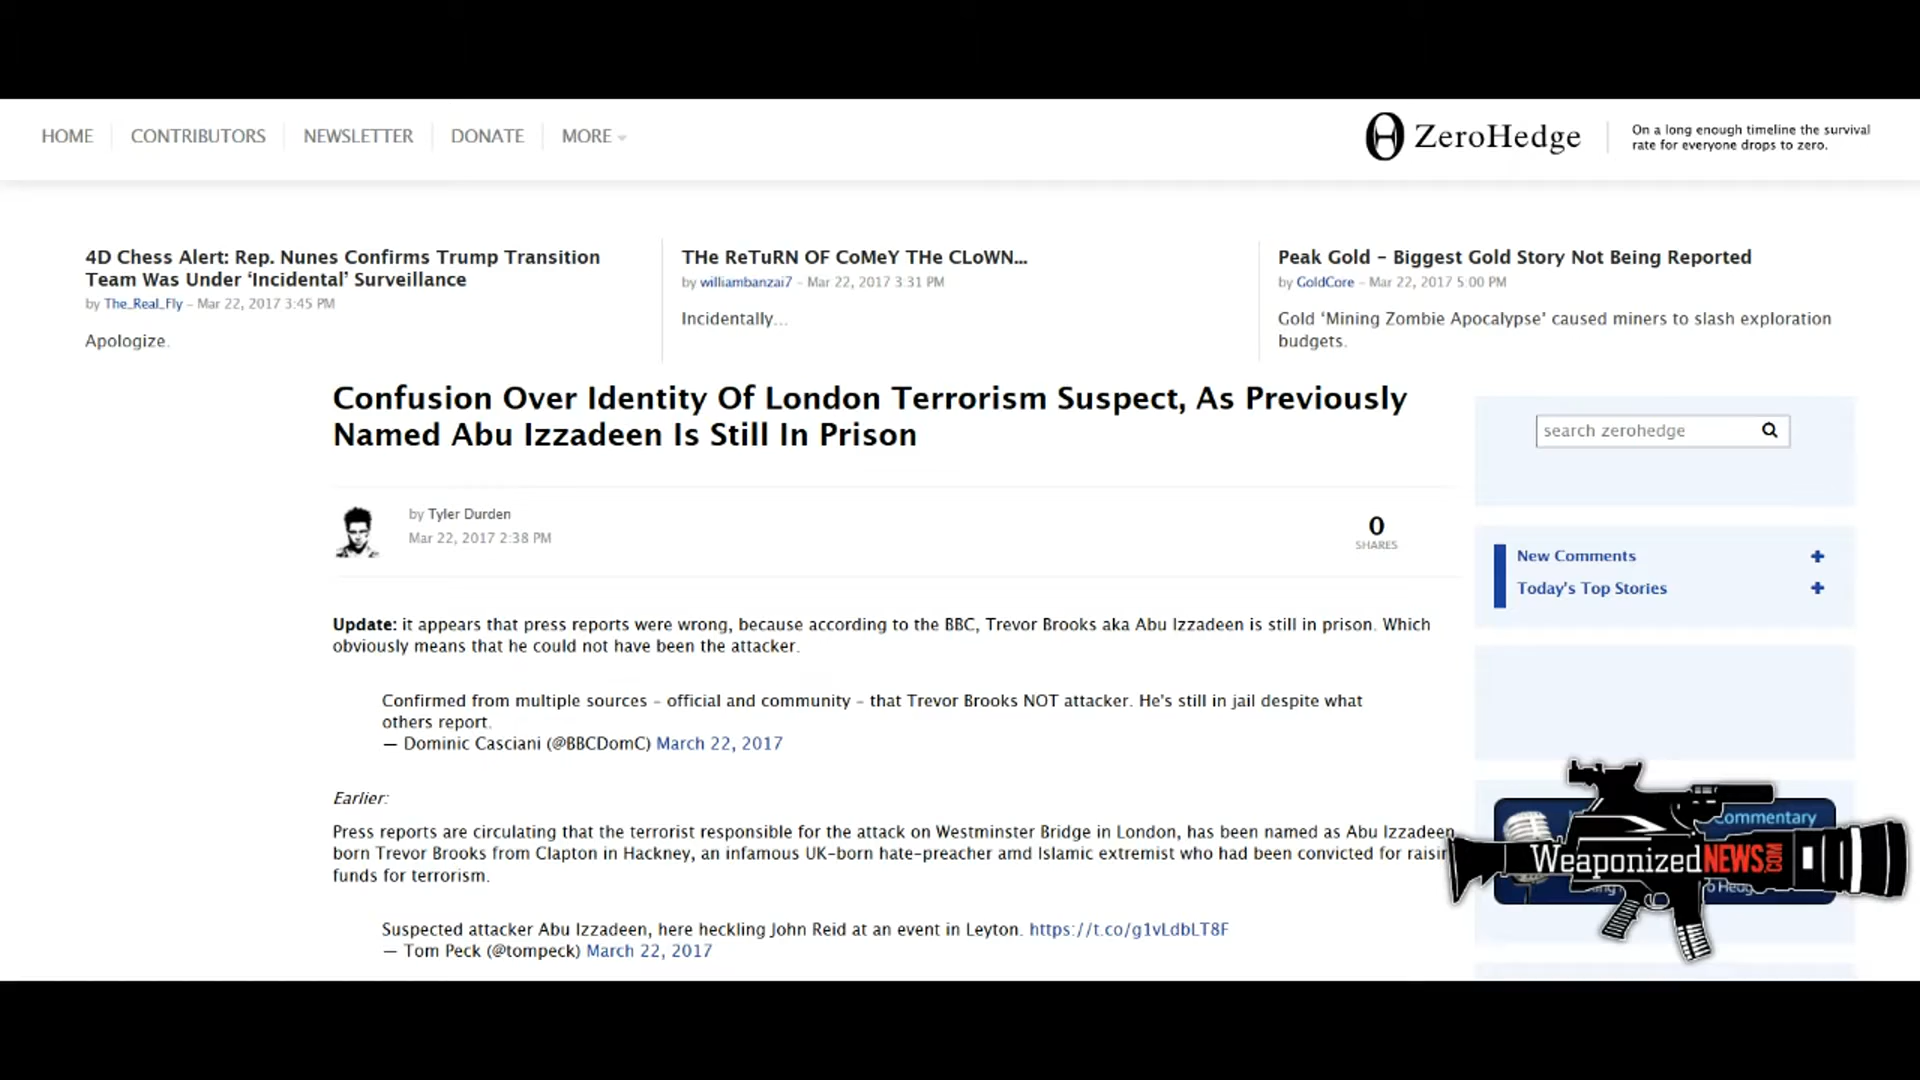 HOME
CONTRIBUTORS
NEWSLETTER
DONATE
MORE
ZeroHedge
On a long enough timeline the survival
rate for everyone drops to zero.
4D Chess Alert: Rep. Nunes Confirms Trump Transition
Team Was Under ‘Incidental’ Surveillance
by The_Real_Fly – Mar 22, 2017 3:45 PM
Apologize.
THe ReTuRN OF CoMeY THe CLoWN...
by williambanzai7 – Mar 22, 2017 3:31 PM
Incidentally...
Peak Gold – Biggest Gold Story Not Being Reported
by GoldCore – Mar 22, 2017 5:00 PM
Gold ‘Mining Zombie Apocalypse’ caused miners to slash exploration
budgets.
Confusion Over Identity Of London Terrorism Suspect, As Previously
Named Abu Izzadeen Is Still In Prison
by Tyler Durden
Mar 22, 2017 2:38 PM
0
SHARES
search zerohedge
New Comments
Today's Top Stories
Update: it appears that press reports were wrong, because according to the BBC, Trevor Brooks aka Abu Izzadeen is still in prison. Which
obviously means that he could not have been the attacker.
Confirmed from multiple sources – official and community – that Trevor Brooks NOT attacker. He's still in jail despite what
others report.
— Dominic Casciani (@BBCDomC) March 22, 2017
Earlier:
Press reports are circulating that the terrorist responsible for the attack on Westminster Bridge in London, has been named as Abu Izzadeen
born Trevor Brooks from Clapton in Hackney, an infamous UK-born hate-preacher amd Islamic extremist who had been convicted for
funds for terrorism.
Suspected attacker Abu Izzadeen, here heckling John Reid at an event in Leyton. https://t.co/g1vLdbLT8F
— Tom Peck (@tompeck) March 22, 2017
WeaponizedNEWS.COM